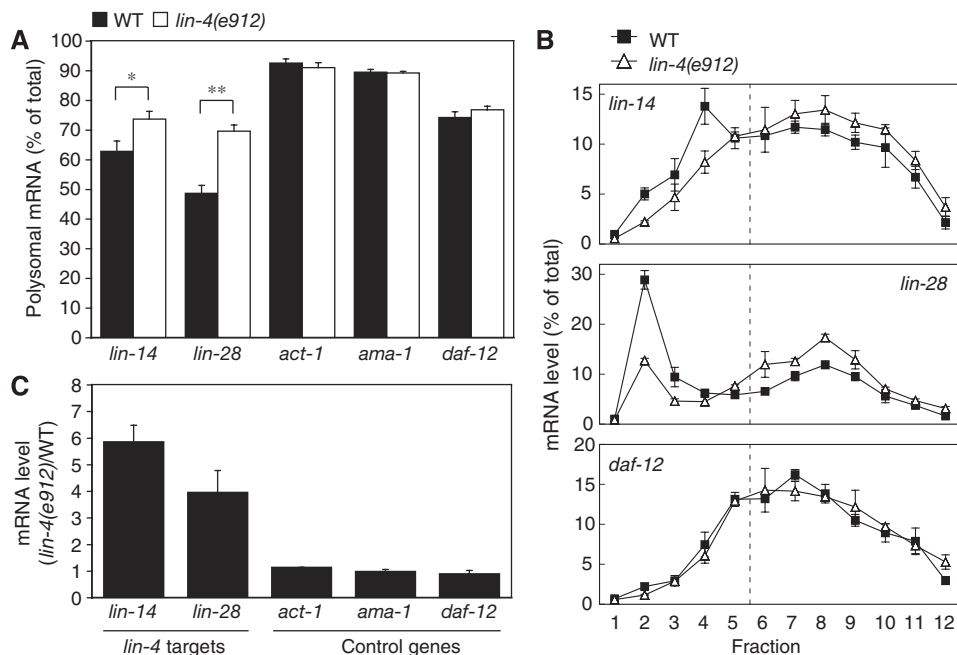 A
WT lin-4(e912)
Polysomal mRNA (% of total)
100
90
80
70
60
50
40
30
20
10
0
*
**
lin-14 lin-28 act-1 ama-1 daf-12
B
WT
lin-4(e912)
mRNA level (% of total)
lin-14
15
10
5
0
lin-28
30
20
10
0
daf-12
20
15
10
5
0
1 2 3 4 5 6 7 8 9 10 11 12
Fraction
C
mRNA level
(lin-4(e912)/WT)
8
7
6
5
4
3
2
1
0
lin-14 lin-28 act-1 ama-1 daf-12
lin-4 targets Control genes